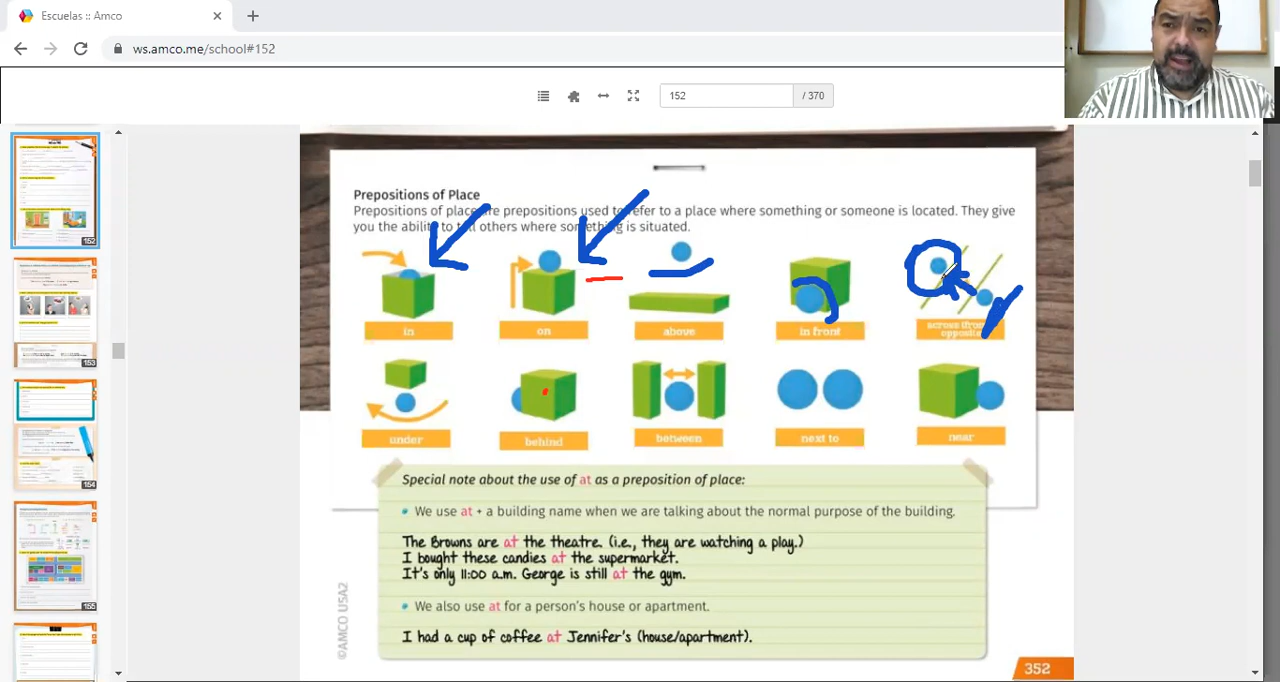 Escuelas :: Amco
ws.amco.me/school#152
152 / 370
Prepositions of Place
Prepositions of place are prepositions used to refer to a place where something or someone is located. They give
you the ability to tell others where something is situated.
in on above in front across (from)
opposite
under behind between next to near
Special note about the use of at as a preposition of place:
We use at + a building name when we are talking about the normal purpose of the building.
The Browns are at the theatre. (i.e., they are watching a play.)
I bought these candies at the supermarket.
It's only 11:00 a.m. George is still at the gym.
We also use at for a person's house or apartment.
I had a cup of coffee at Jennifer's (house/apartment).
©AMCO U5A2
352
152
153
154
155